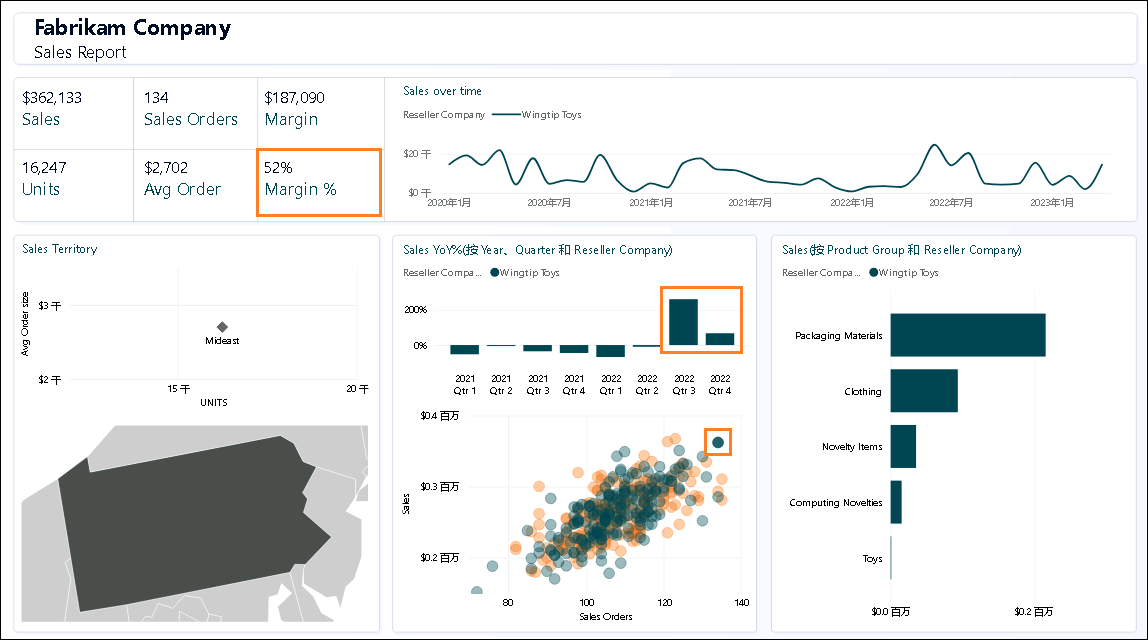 Fabrikam Company
Sales Report
$362,133
Sales
134
Sales Orders
$187,090
Margin
16,247
Units
$2,702
Avg Order
52%
Margin %
Sales over time
Reseller Company Wingtip Toys
$20 千
$0 千
2020年1月 2020年7月 2021年1月 2021年7月 2022年1月 2022年7月 2023年1月
Sales Territory
Avg Order size
$3 千
Mideast
$2 千
15 千 20 千
UNITS
Sales YoY%(按 Year、Quarter 和 Reseller Company)
Reseller Compa... Wingtip Toys
200%
0%
2021 2021 2021 2021 2022 2022 2022 2022
Qtr 1 Qtr 2 Qtr 3 Qtr 4 Qtr 1 Qtr 2 Qtr 3 Qtr 4
$0.4 百万
$0.3 百万
Sales
$0.2 百万
80 100 120 140
Sales Orders
Sales(按 Product Group 和 Reseller Company)
Reseller Compa... Wingtip Toys
Packaging Materials
Clothing
Novelty Items
Computing Novelties
Toys
$0.0 百万 $0.2 百万